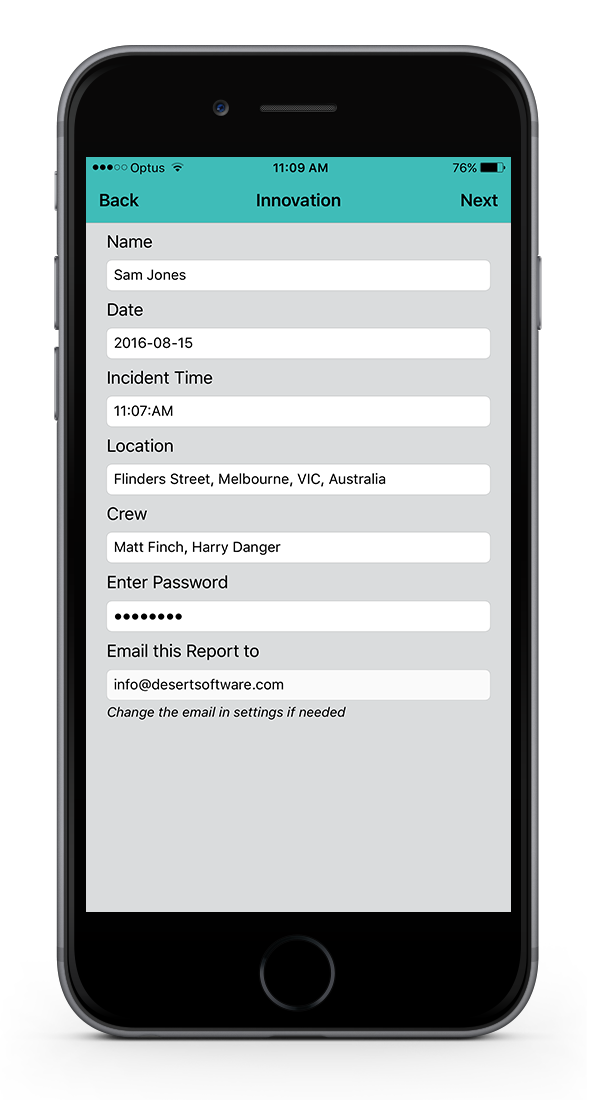 Optus 11:09 AM 76%
Back Innovation Next
Name
Sam Jones
Date
2016-08-15
Incident Time
11:07:AM
Location
Flinders Street, Melbourne, VIC, Australia
Crew
Matt Finch, Harry Danger
Enter Password
••••••••
Email this Report to
info@desertsoftware.com
Change the email in settings if needed